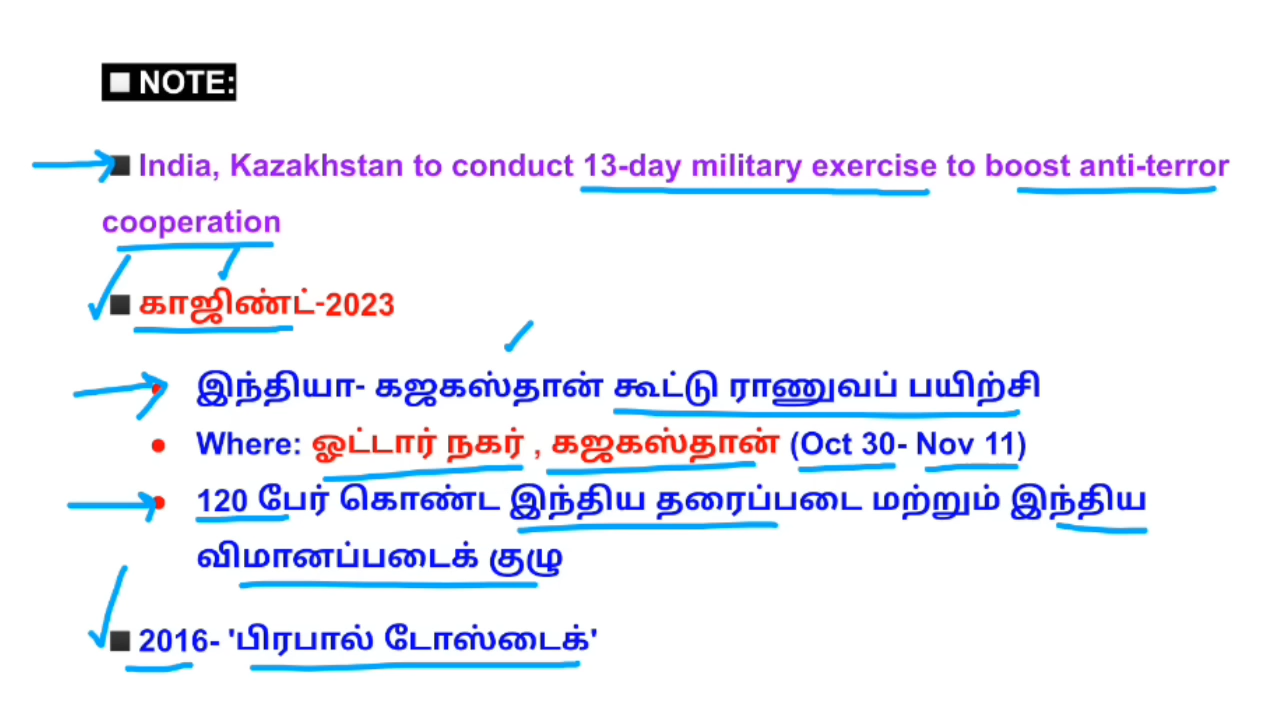 NOTE:
India, Kazakhstan to conduct 13-day military exercise to boost anti-terror
cooperation
காஜிண்ட்-2023
இந்தியா- கஜகஸ்தான் கூட்டு ராணுவப் பயிற்சி
Where: ஓட்டார் நகர் , கஜகஸ்தான் (Oct 30- Nov 11)
120 பேர் கொண்ட இந்திய தரைப்படை மற்றும் இந்திய
விமானப்படைக் குழு
2016- 'பிரபால் டோஸ்டைக்'